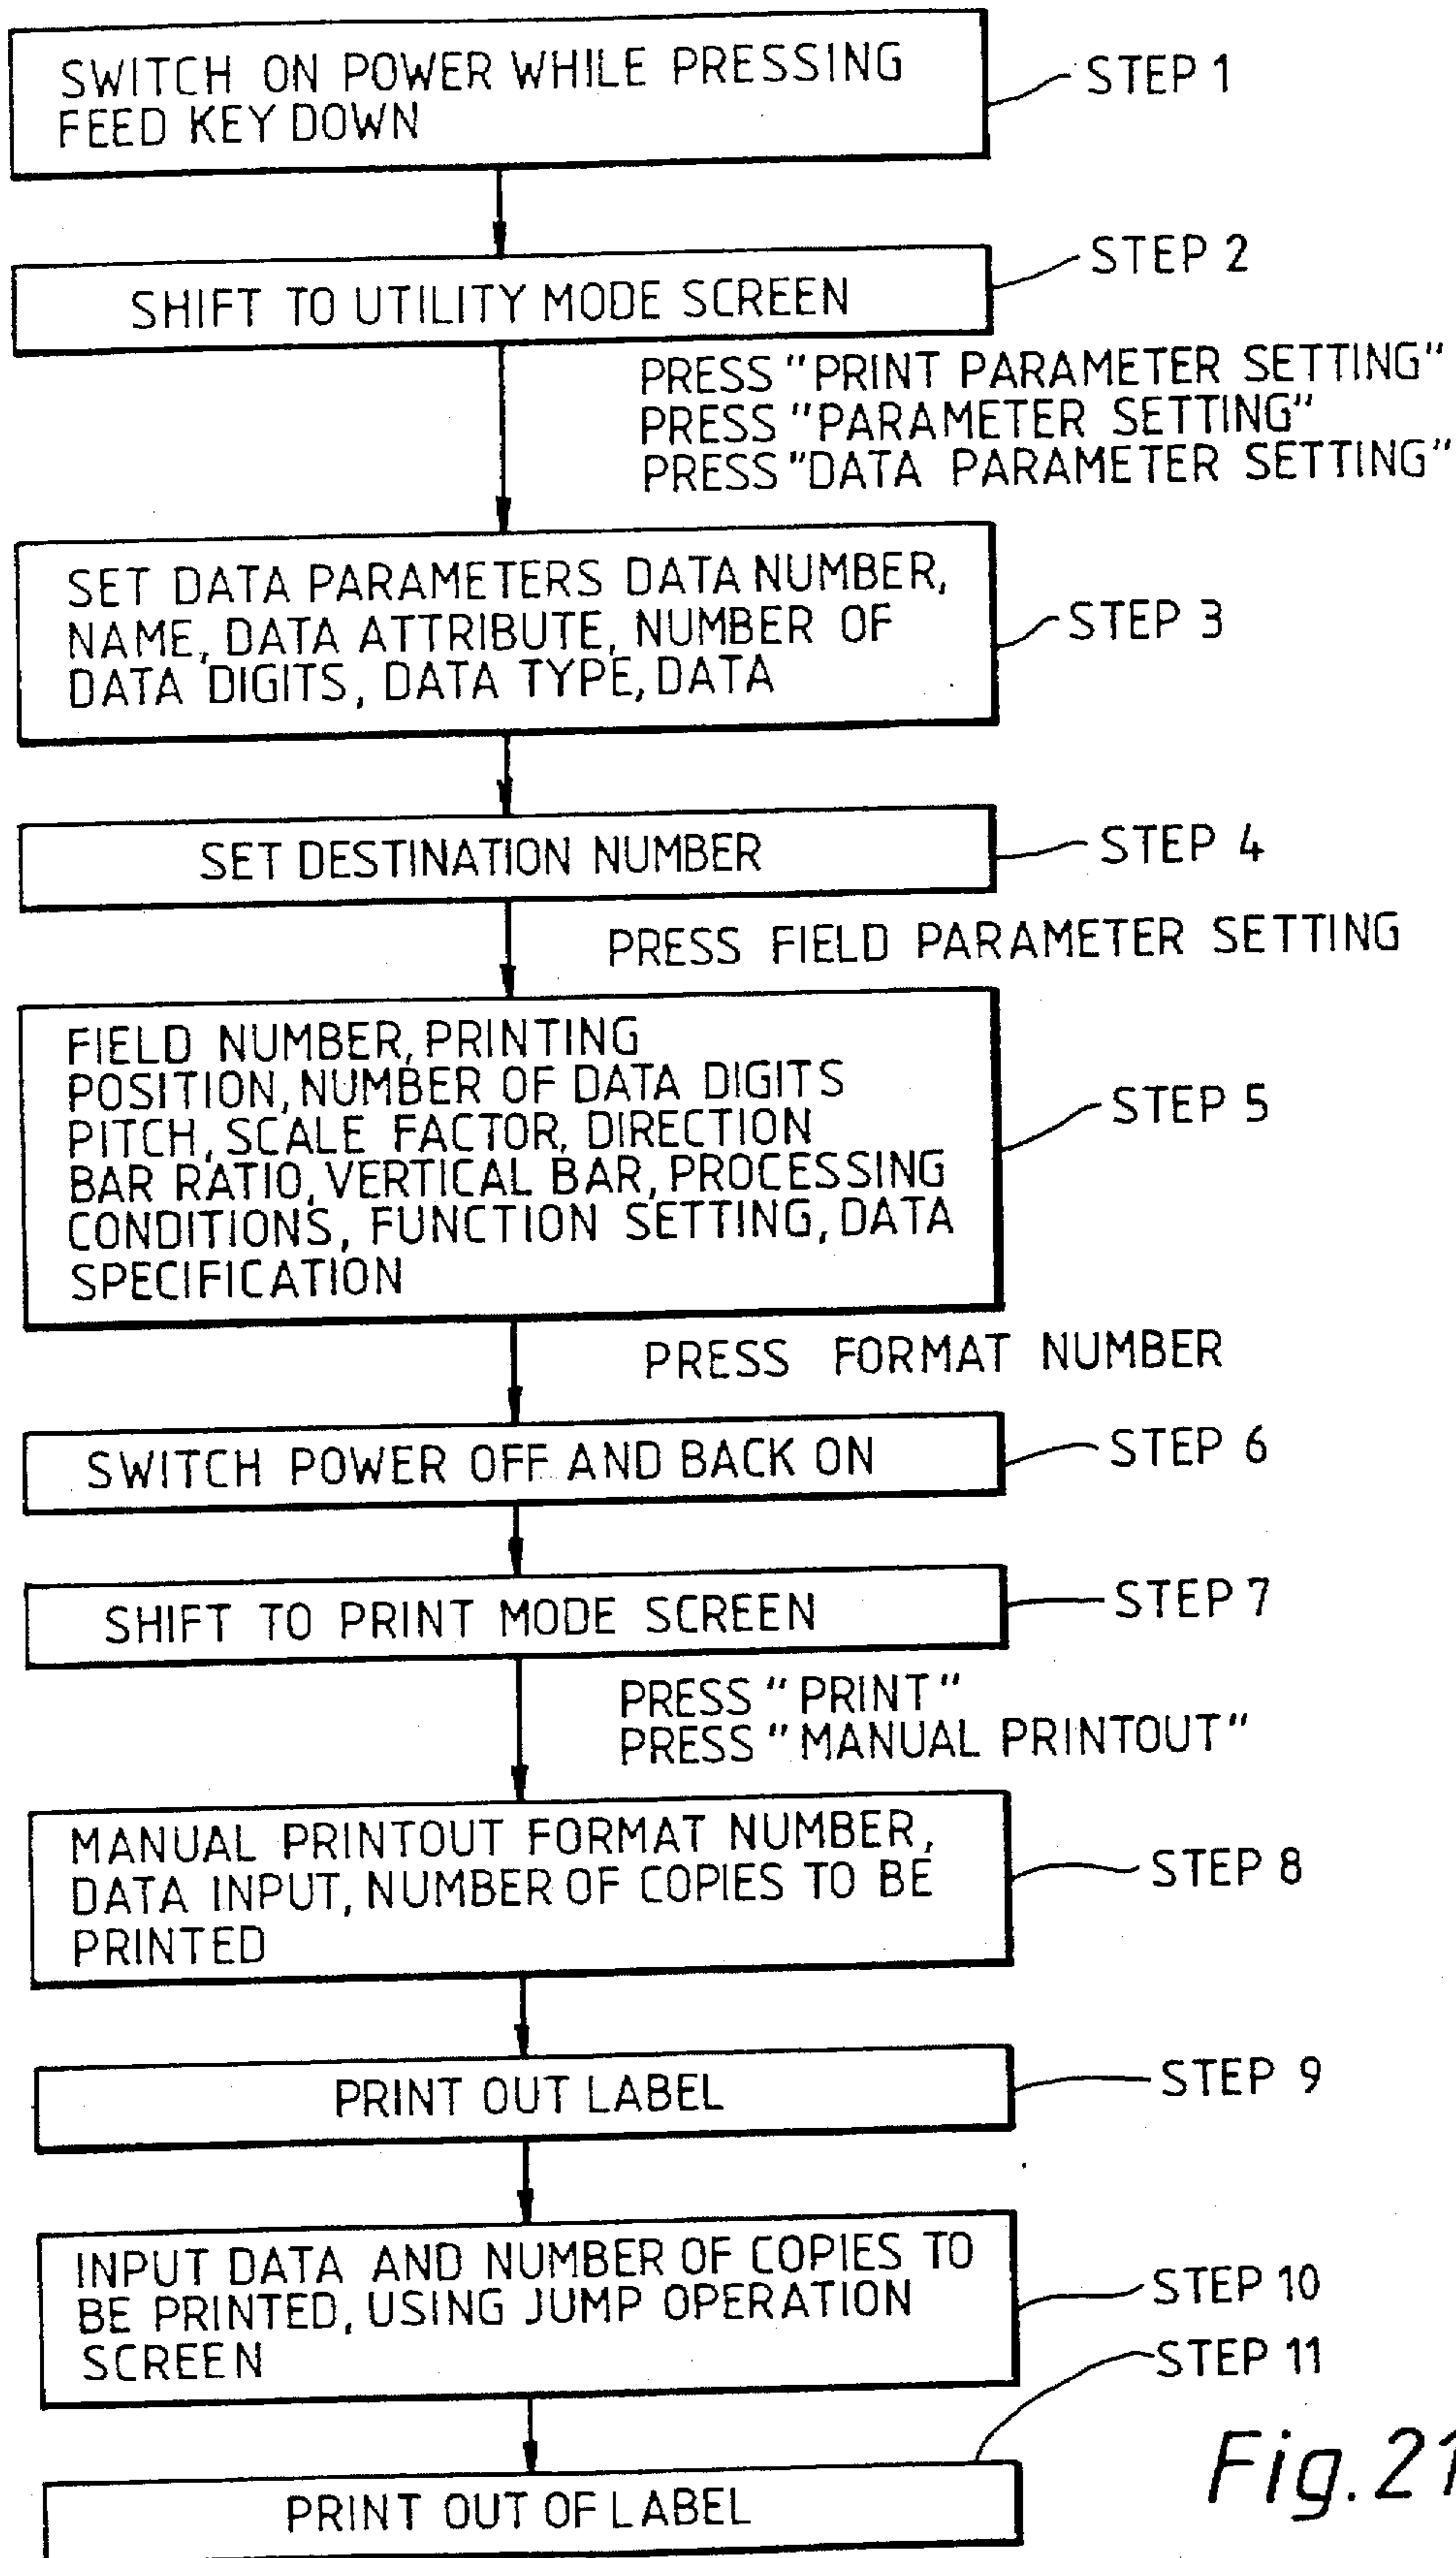 SWITCH ON POWER WHILE PRESSING
FEED KEY DOWN
STEP 1
SHIFT TO UTILITY MODE SCREEN
STEP 2
PRESS "PRINT PARAMETER SETTING"
PRESS "PARAMETER SETTING"
PRESS "DATA PARAMETER SETTING"
SET DATA PARAMETERS DATA NUMBER,
NAME, DATA ATTRIBUTE, NUMBER OF
DATA DIGITS, DATA TYPE, DATA
STEP 3
SET DESTINATION NUMBER
STEP 4
PRESS FIELD PARAMETER SETTING
FIELD NUMBER, PRINTING
POSITION, NUMBER OF DATA DIGITS
PITCH, SCALE FACTOR, DIRECTION
BAR RATIO, VERTICAL BAR, PROCESSING
CONDITIONS, FUNCTION SETTING, DATA
SPECIFICATION
STEP 5
PRESS FORMAT NUMBER
SWITCH POWER OFF AND BACK ON
STEP 6
SHIFT TO PRINT MODE SCREEN
STEP 7
PRESS "PRINT"
PRESS "MANUAL PRINTOUT"
MANUAL PRINTOUT FORMAT NUMBER,
DATA INPUT, NUMBER OF COPIES TO BE
PRINTED
STEP 8
PRINT OUT LABEL
STEP 9
INPUT DATA AND NUMBER OF COPIES TO
BE PRINTED, USING JUMP OPERATION
SCREEN
STEP 10
STEP 11
PRINT OUT OF LABEL
Fig. 21